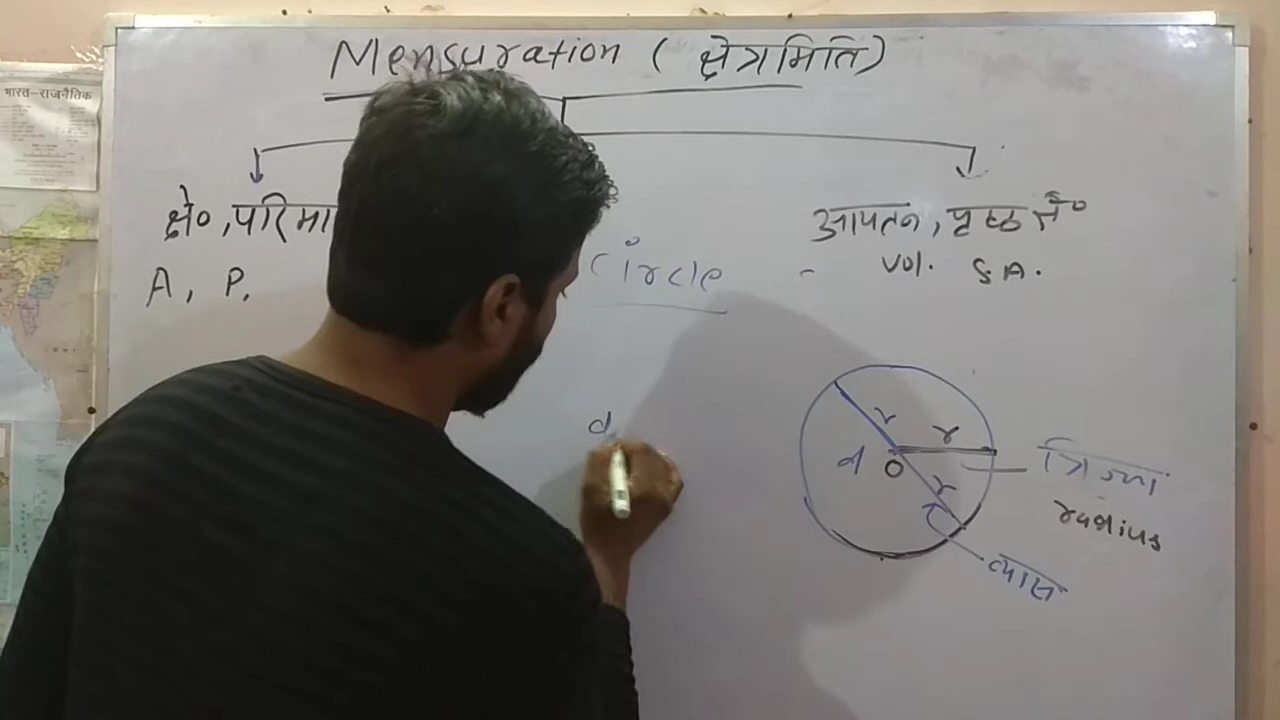 Mensuration ( क्षेत्रमिति )
भारत-राजनैतिक
क्षे० , परिमा
आयतन , पृष्ठ क्षे०
A , P.
Circle
Vol. S.A.
d
r
r
d
O
r
त्रिज्या
radius
व्यास